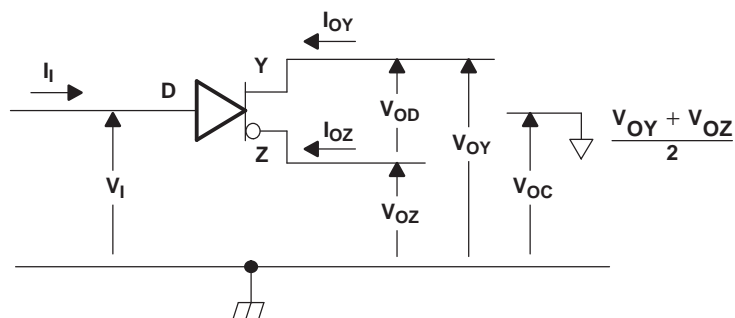 I_OY
I_I
D
Y
V_OD
I_OZ
Z
V_OY
V_OY + V_OZ
2
V_I
V_OZ
V_OC